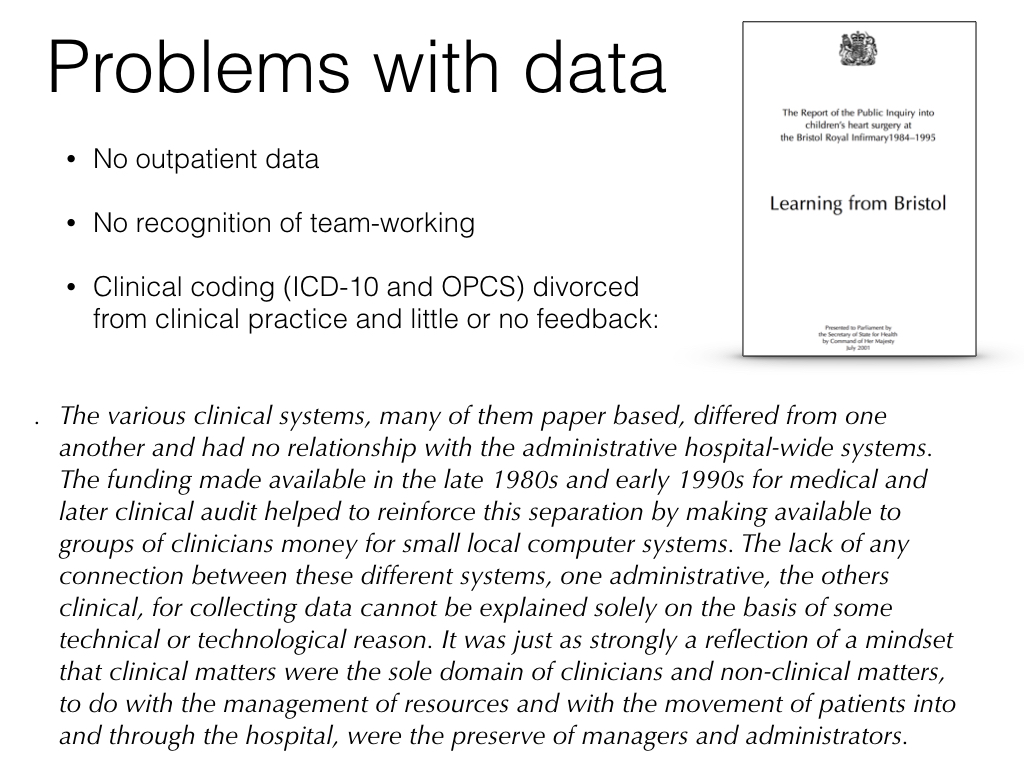 Problems with data
• No outpatient data
• No recognition of team-working
• Clinical coding (ICD-10 and OPCS) divorced
from clinical practice and little or no feedback:
The Report of the Public Inquiry into
children's heart surgery at
the Bristol Royal Infirmary1984–1995
Learning from Bristol
Presented to Parliament by
the Secretary of State for Health
by Command of Her Majesty
July 2001
. The various clinical systems, many of them paper based, differed from one
another and had no relationship with the administrative hospital-wide systems.
The funding made available in the late 1980s and early 1990s for medical and
later clinical audit helped to reinforce this separation by making available to
groups of clinicians money for small local computer systems. The lack of any
connection between these different systems, one administrative, the others
clinical, for collecting data cannot be explained solely on the basis of some
technical or technological reason. It was just as strongly a reflection of a mindset
that clinical matters were the sole domain of clinicians and non-clinical matters,
to do with the management of resources and with the movement of patients into
and through the hospital, were the preserve of managers and administrators.